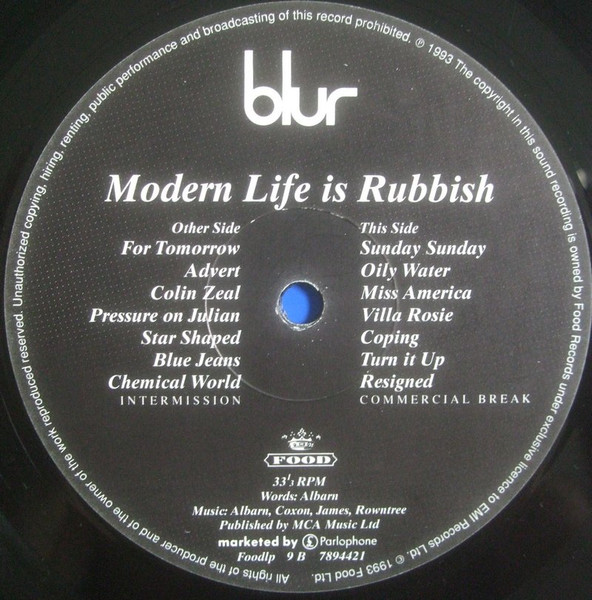 blur
Modern Life is Rubbish
Other Side
For Tomorrow
Advert
Colin Zeal
Pressure on Julian
Star Shaped
Blue Jeans
Chemical World
INTERMISSION
This Side
Sunday Sunday
Oily Water
Miss America
Villa Rosie
Coping
Turn it Up
Resigned
COMMERCIAL BREAK
FOOD
33⅓ RPM
Words: Albarn
Music: Albarn, Coxon, James, Rowntree
Published by MCA Music Ltd
marketed by Parlophone
Foodlp 9 B 7894421
All rights of the producer and of the owner of the work reproduced reserved. Unauthorized copying, hiring, renting, public performance and broadcasting of this record prohibited. ℗ 1993 The copyright in this sound recording is owned by Food Records under exclusive licence to EMI Records Ltd. © 1993 Food Ltd.